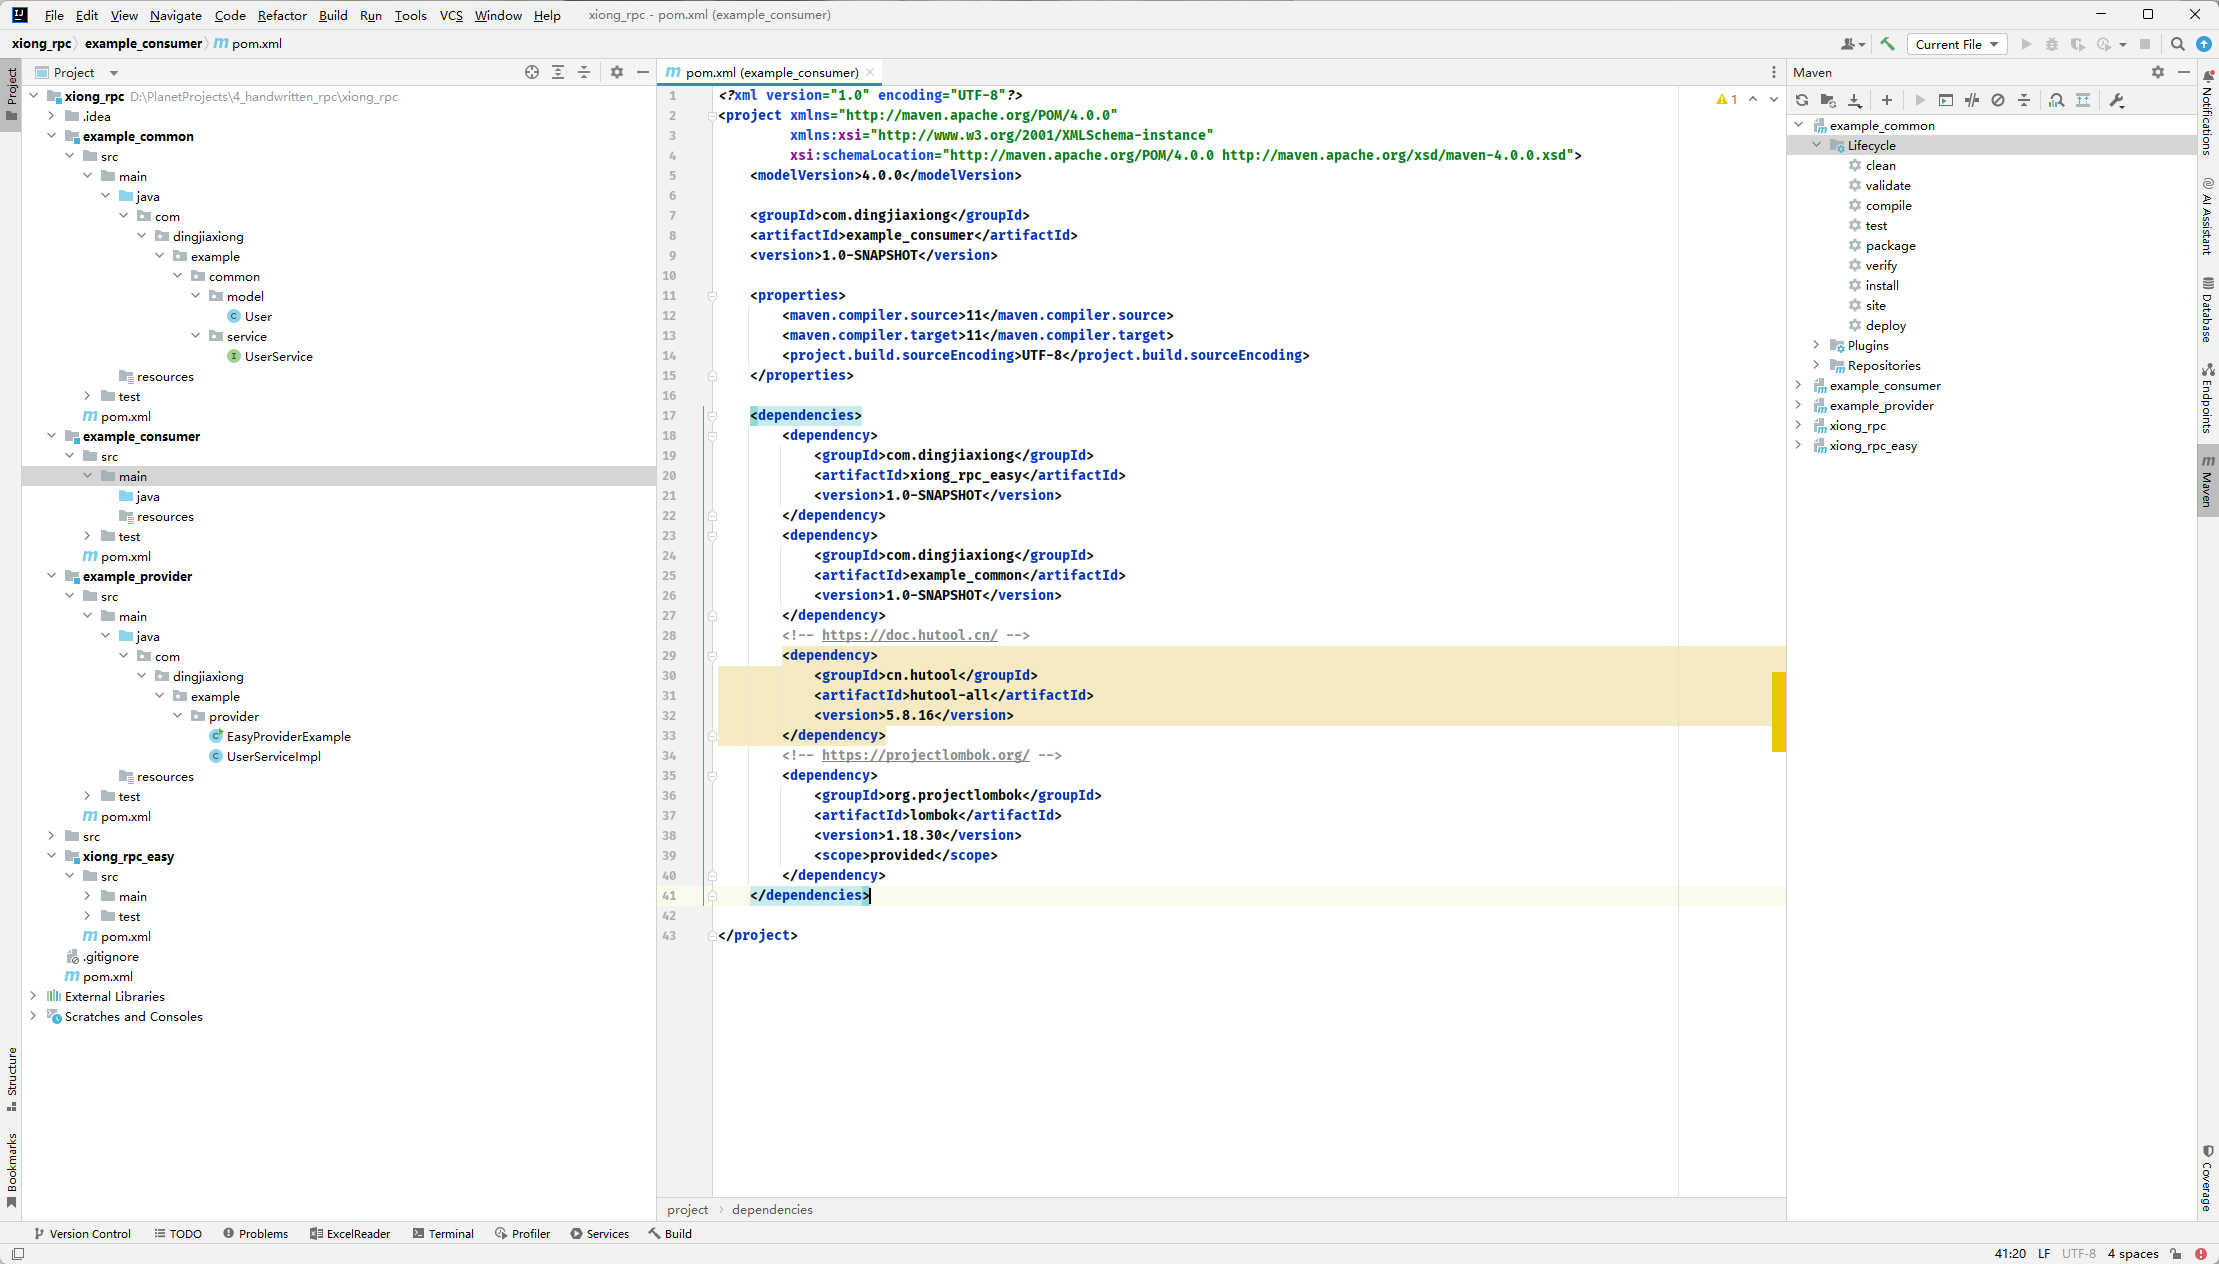 File Edit View Navigate Code Refactor Build Run Tools VCS Window Help xiong_rpc - pom.xml (example_consumer)
xiong_rpc example_consumer pom.xml
Current File
Project
pom.xml (example_consumer)
Maven
Project
xiong_rpc D:\PlanetProjects\4_handwritten_rpc\xiong_rpc
.idea
example_common
src
main
java
com
dingjiaxiong
example
common
model
User
service
UserService
resources
test
pom.xml
example_consumer
src
main
java
resources
test
pom.xml
example_provider
src
main
java
com
dingjiaxiong
example
provider
EasyProviderExample
UserServiceImpl
resources
test
pom.xml
src
xiong_rpc_easy
src
main
test
pom.xml
.gitignore
pom.xml
External Libraries
Scratches and Consoles
Structure
Bookmarks
1 <?xml version="1.0" encoding="UTF-8"?>
2 <project xmlns="http://maven.apache.org/POM/4.0.0"
3 xmlns:xsi="http://www.w3.org/2001/XMLSchema-instance"
4 xsi:schemaLocation="http://maven.apache.org/POM/4.0.0 http://maven.apache.org/xsd/maven-4.0.0.xsd">
5 <modelVersion>4.0.0</modelVersion>
6
7 <groupId>com.dingjiaxiong</groupId>
8 <artifactId>example_consumer</artifactId>
9 <version>1.0-SNAPSHOT</version>
10
11 <properties>
12 <maven.compiler.source>11</maven.compiler.source>
13 <maven.compiler.target>11</maven.compiler.target>
14 <project.build.sourceEncoding>UTF-8</project.build.sourceEncoding>
15 </properties>
16
17 <dependencies>
18 <dependency>
19 <groupId>com.dingjiaxiong</groupId>
20 <artifactId>xiong_rpc_easy</artifactId>
21 <version>1.0-SNAPSHOT</version>
22 </dependency>
23 <dependency>
24 <groupId>com.dingjiaxiong</groupId>
25 <artifactId>example_common</artifactId>
26 <version>1.0-SNAPSHOT</version>
27 </dependency>
28 <!-- https://doc.hutool.cn/ -->
29 <dependency>
30 <groupId>cn.hutool</groupId>
31 <artifactId>hutool-all</artifactId>
32 <version>5.8.16</version>
33 </dependency>
34 <!-- https://projectlombok.org/ -->
35 <dependency>
36 <groupId>org.projectlombok</groupId>
37 <artifactId>lombok</artifactId>
38 <version>1.18.30</version>
39 <scope>provided</scope>
40 </dependency>
41 </dependencies>
42
43 </project>
1
project dependencies
example_common
Lifecycle
clean
validate
compile
test
package
verify
install
site
deploy
Plugins
Repositories
example_consumer
example_provider
xiong_rpc
xiong_rpc_easy
Notifications
AI Assistant
Database
Endpoints
Maven
Coverage
Version Control TODO Problems ExcelReader Terminal Profiler Services Build
41:20 LF UTF-8 4 spaces